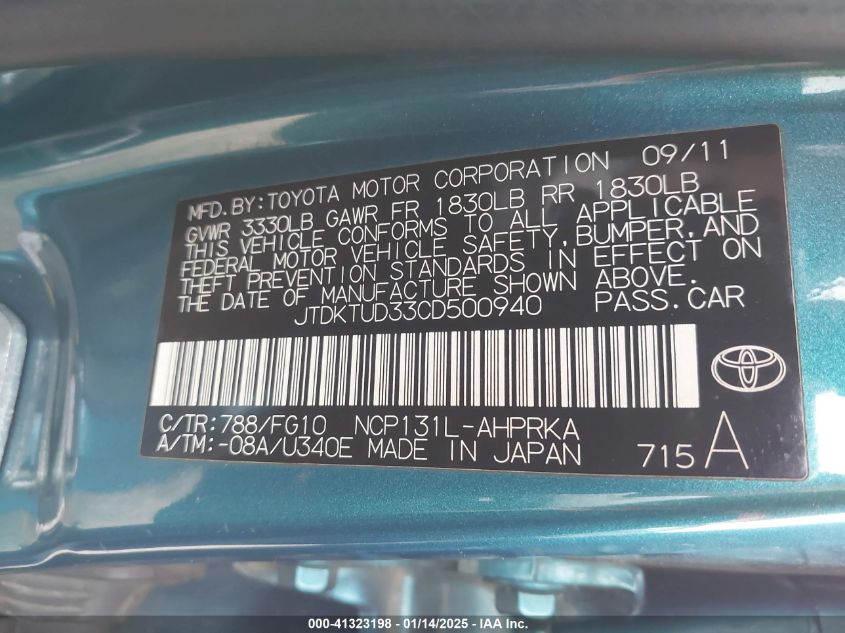 MFD.BY:TOYOTA MOTOR CORPORATION 09/11
GVWR 3330LB GAWR FR 1830LB RR 1830LB
THIS VEHICLE CONFORMS TO ALL APPLICABLE
FEDERAL MOTOR VEHICLE SAFETY,BUMPER,AND
THEFT PREVENTION STANDARDS IN EFFECT ON
THE DATE OF MANUFACTURE SHOWN ABOVE.
JTDKTUD33CD500940 PASS.CAR
C/TR:788/FG10 NCP131L-AHPRKA
A/TM:-08A/U340E MADE IN JAPAN 715 A
000-41323198 - 01/14/2025 - IAA Inc.